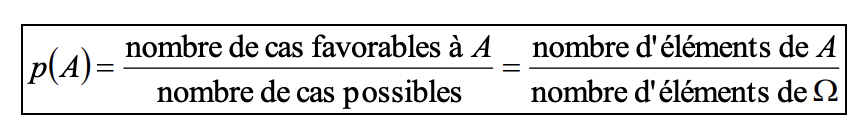 p(A) = nombre de cas favorables à A / nombre de cas possibles = nombre d'éléments de A / nombre d'éléments de Ω